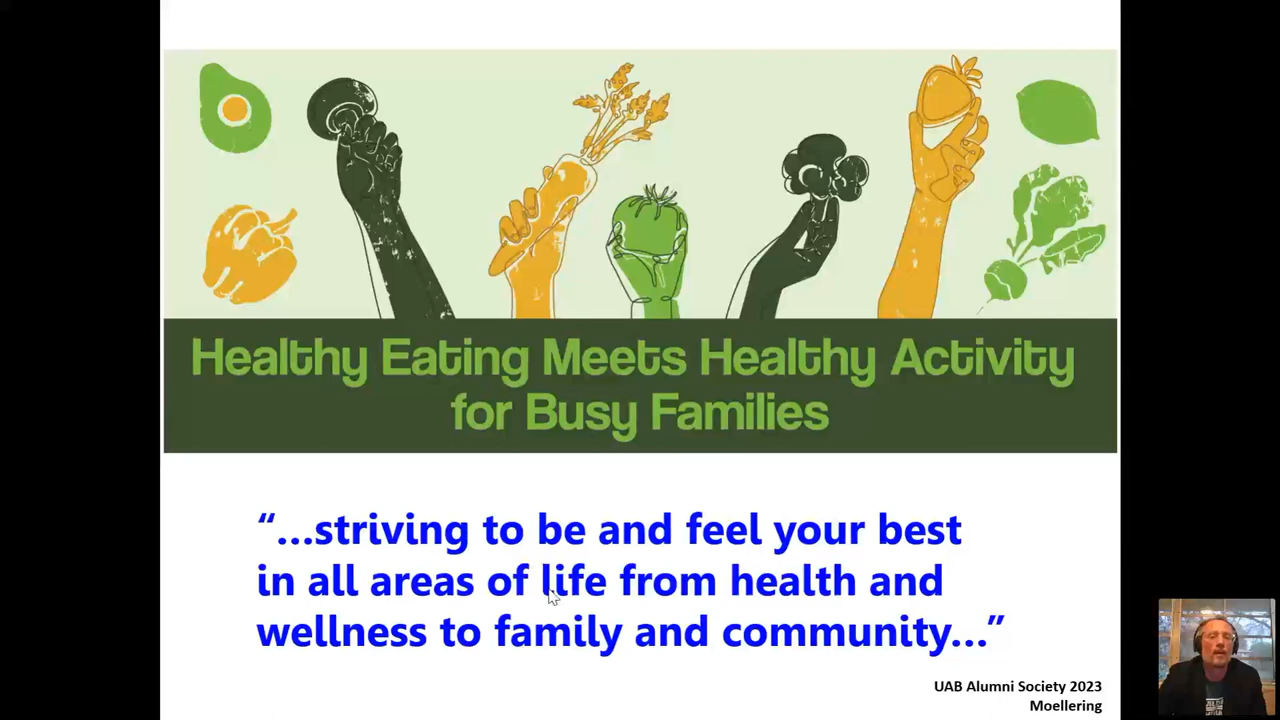 Healthy Eating Meets Healthy Activity
for Busy Families
“...striving to be and feel your best
in all areas of life from health and
wellness to family and community...”
UAB Alumni Society 2023
Moellering